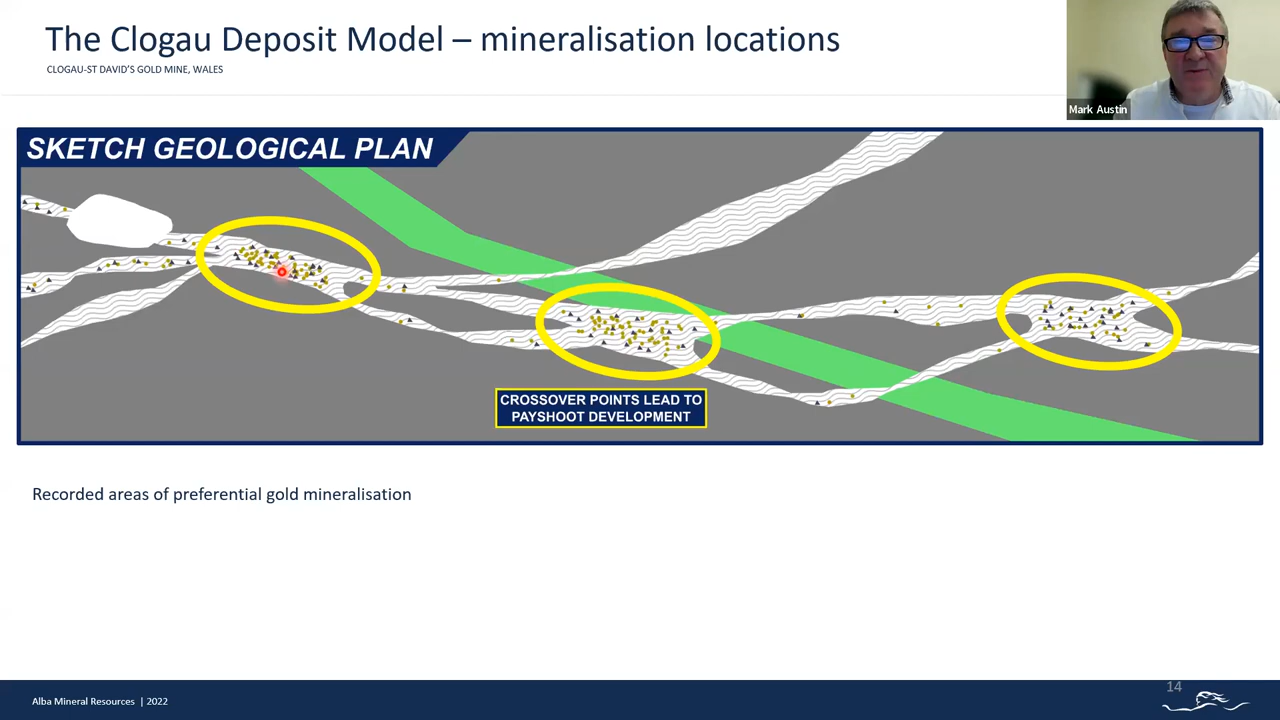 The Clogau Deposit Model – mineralisation locations
CLOGAU-ST DAVID'S GOLD MINE, WALES
Mark Austin
SKETCH GEOLOGICAL PLAN
CROSSOVER POINTS LEAD TO
PAYSHOOT DEVELOPMENT
Recorded areas of preferential gold mineralisation
Alba Mineral Resources | 2022
14